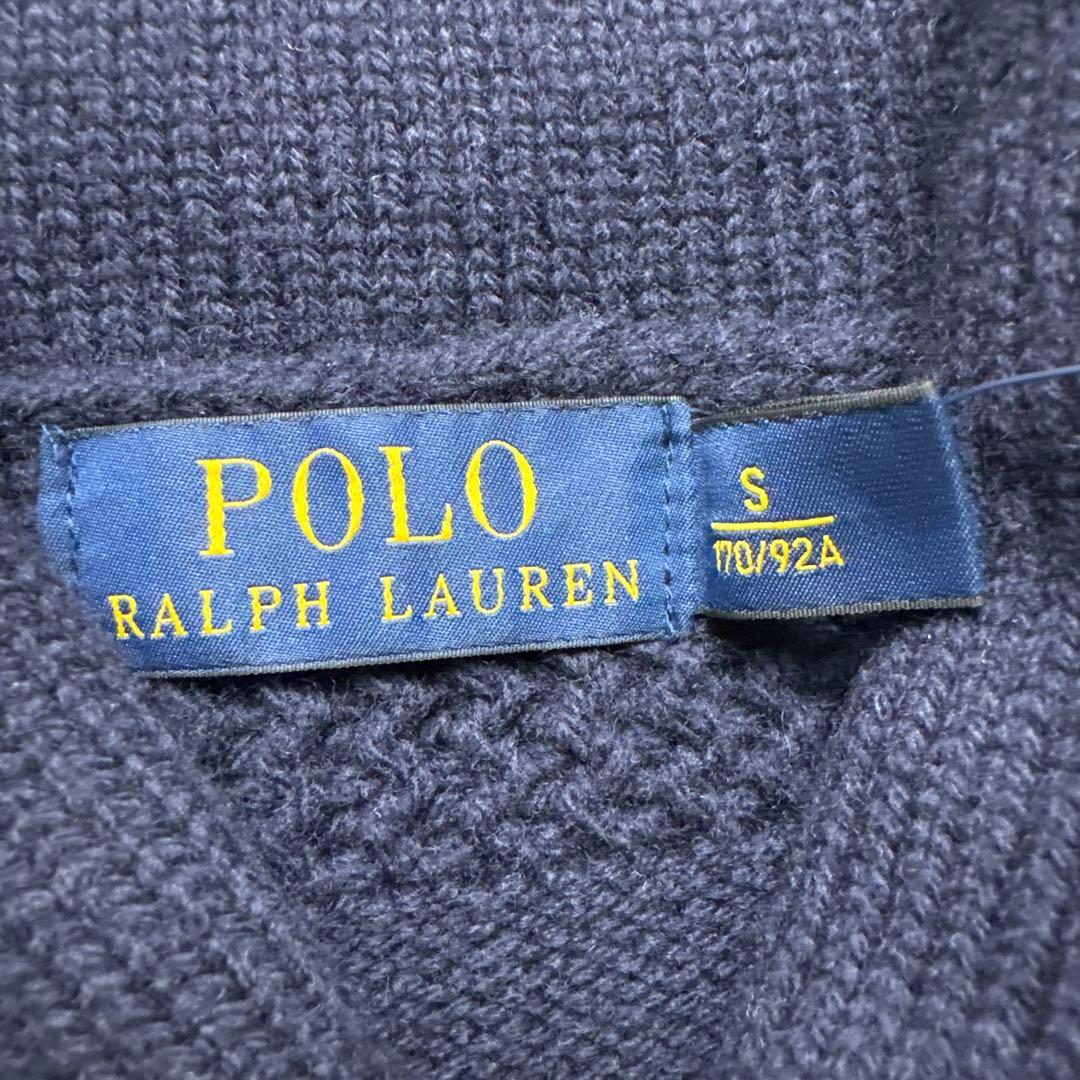 POLO
RALPH LAUREN
S
170/92A